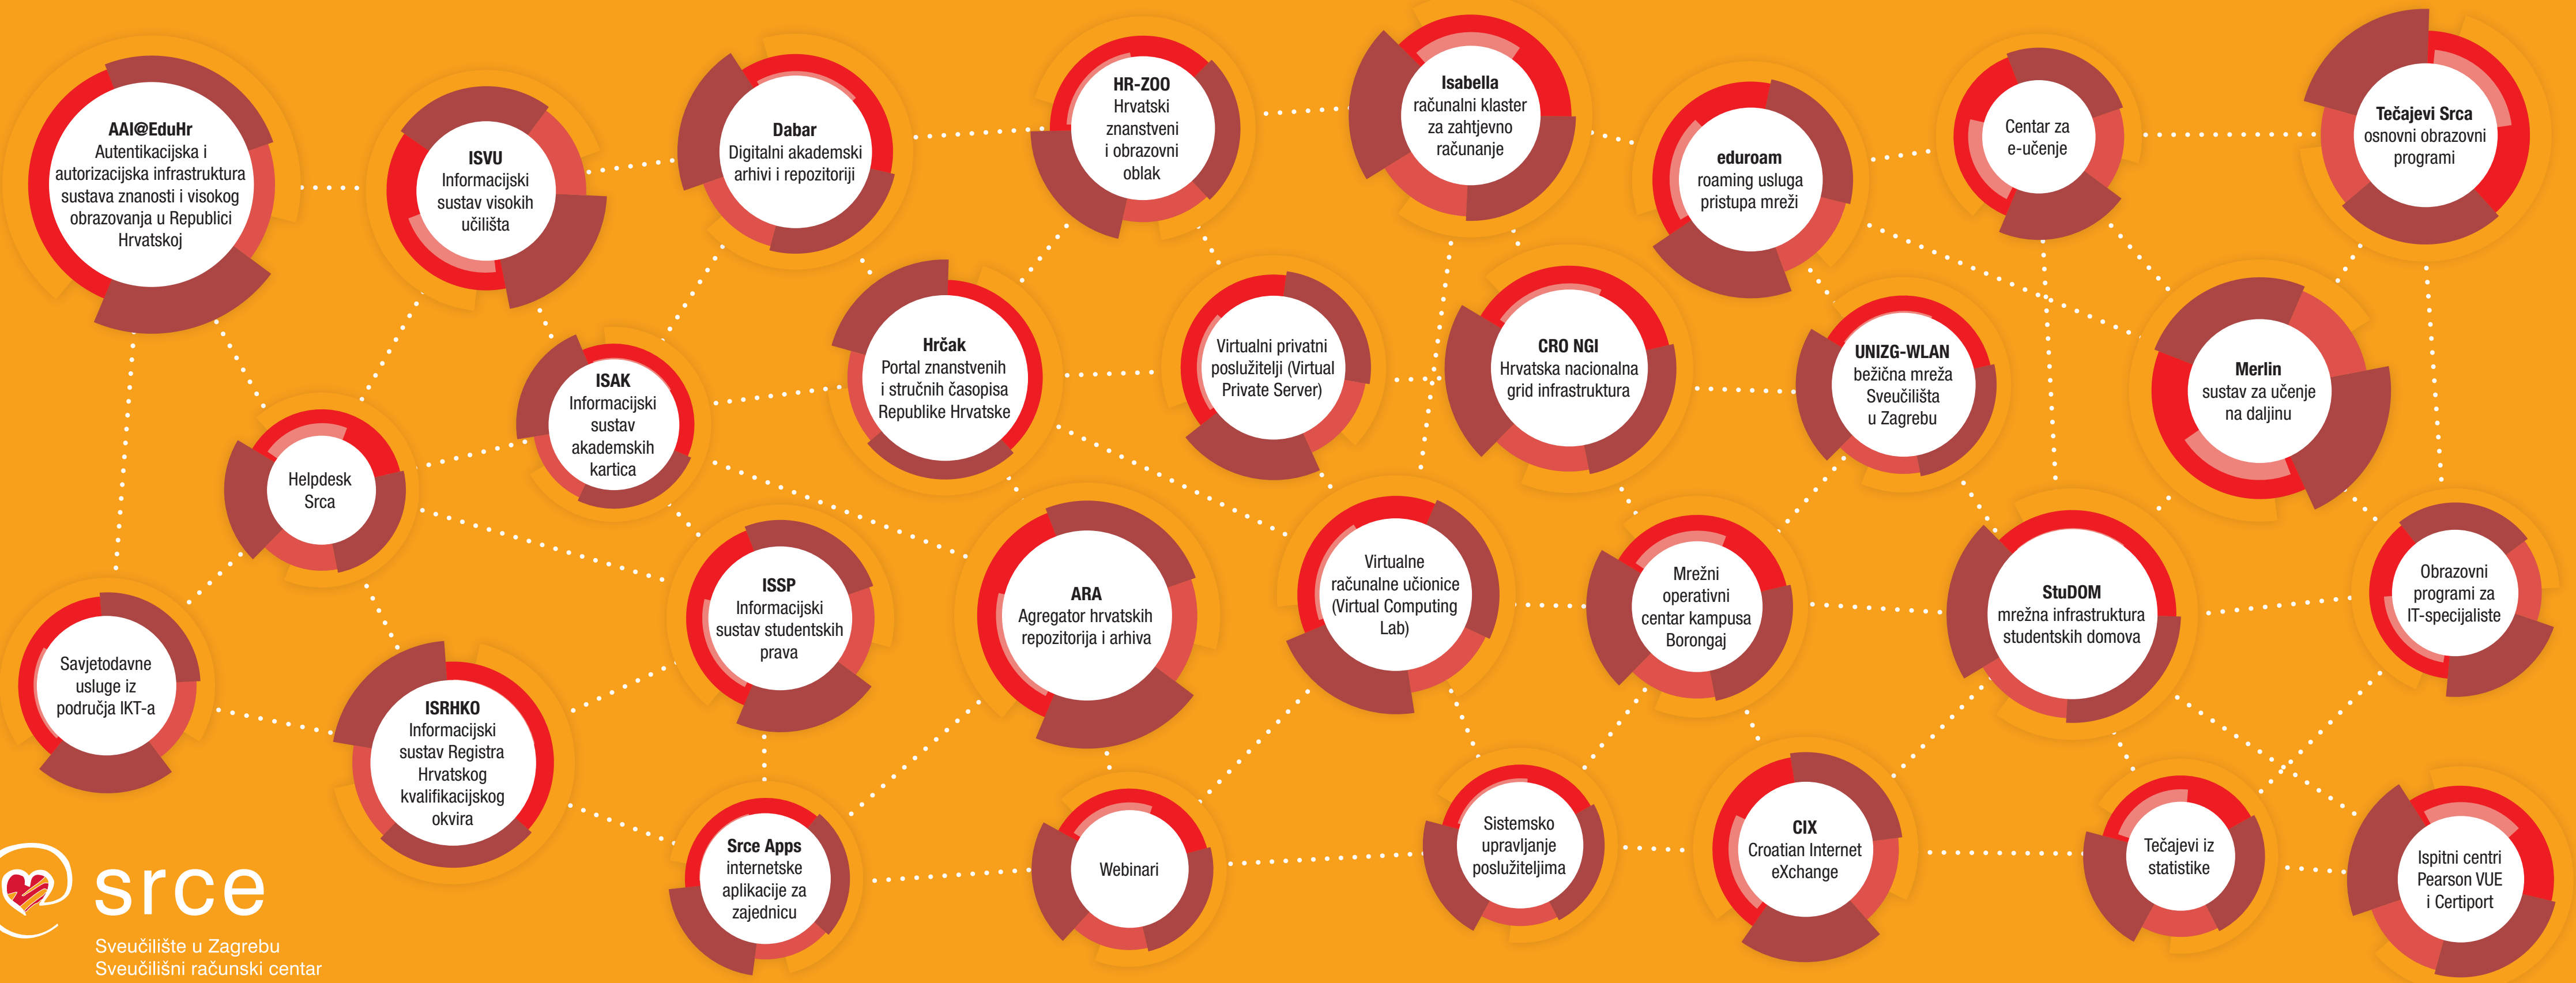 AAI@EduHr
Autentikacijska i
autorizacijska infrastruktura
sustava znanosti i visokog
obrazovanja u Republici
Hrvatskoj
ISVU
Informacijski
sustav visokih
učilišta
Dabar
Digitalni akademski
arhivi i repozitoriji
HR-ZOO
Hrvatski
znanstveni
i obrazovni
oblak
Isabella
računalni klaster
za zahtjevno
računanje
eduroam
roaming usluga
pristupa mreži
Centar za
e-učenje
Tečajevi Srca
osnovni obrazovni
programi
Helpdesk
Srca
ISAK
Informacijski
sustav
akademskih
kartica
Hrčak
Portal znanstvenih
i stručnih časopisa
Republike Hrvatske
Virtualni privatni
poslužitelji (Virtual
Private Server)
CRO NGI
Hrvatska nacionalna
grid infrastruktura
UNIZG-WLAN
bežična mreža
Sveučilišta
u Zagrebu
Merlin
sustav za učenje
na daljinu
Savjetodavne
usluge iz
područja IKT-a
ISRHKO
Informacijski
sustav Registra
Hrvatskog
kvalifikacijskog
okvira
ISSP
Informacijski
sustav studentskih
prava
ARA
Agregator hrvatskih
repozitorija i arhiva
Virtualne
računalne učionice
(Virtual Computing
Lab)
Mrežni
operativni
centar kampusa
Borongaj
StuDOM
mrežna infrastruktura
studentskih domova
Obrazovni
programi za
IT-specijaliste
Srce Apps
internetske
aplikacije za
zajednicu
Webinari
Sistemsko
upravljanje
poslužiteljima
CIX
Croatian Internet
eXchange
Tečajevi iz
statistike
Ispitni centri
Pearson VUE
i Certiport
srce
Sveučilište u Zagrebu
Sveučilišni računski centar